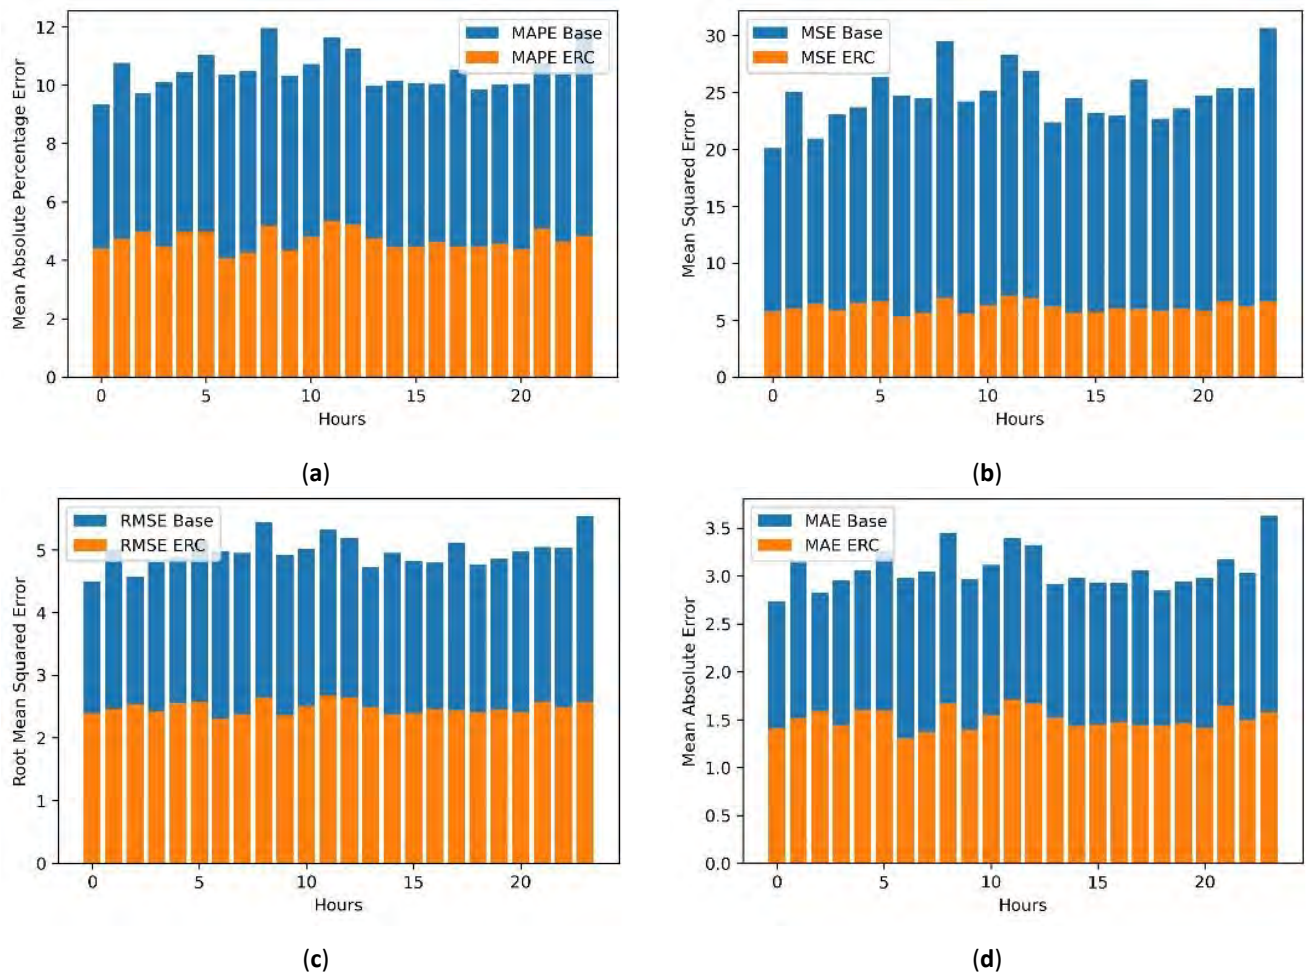 12
10
8
6
4
2
0
Mean Absolute Percentage Error
MAPE Base
MAPE ERC
0 5 10 15 20
Hours
(a)
30
25
20
15
10
5
0
Mean Squared Error
MSE Base
MSE ERC
0 5 10 15 20
Hours
(b)
5
4
3
2
1
0
Root Mean Squared Error
RMSE Base
RMSE ERC
0 5 10 15 20
Hours
(c)
3.5
3.0
2.5
2.0
1.5
1.0
0.5
0.0
Mean Absolute Error
MAE Base
MAE ERC
0 5 10 15 20
Hours
(d)